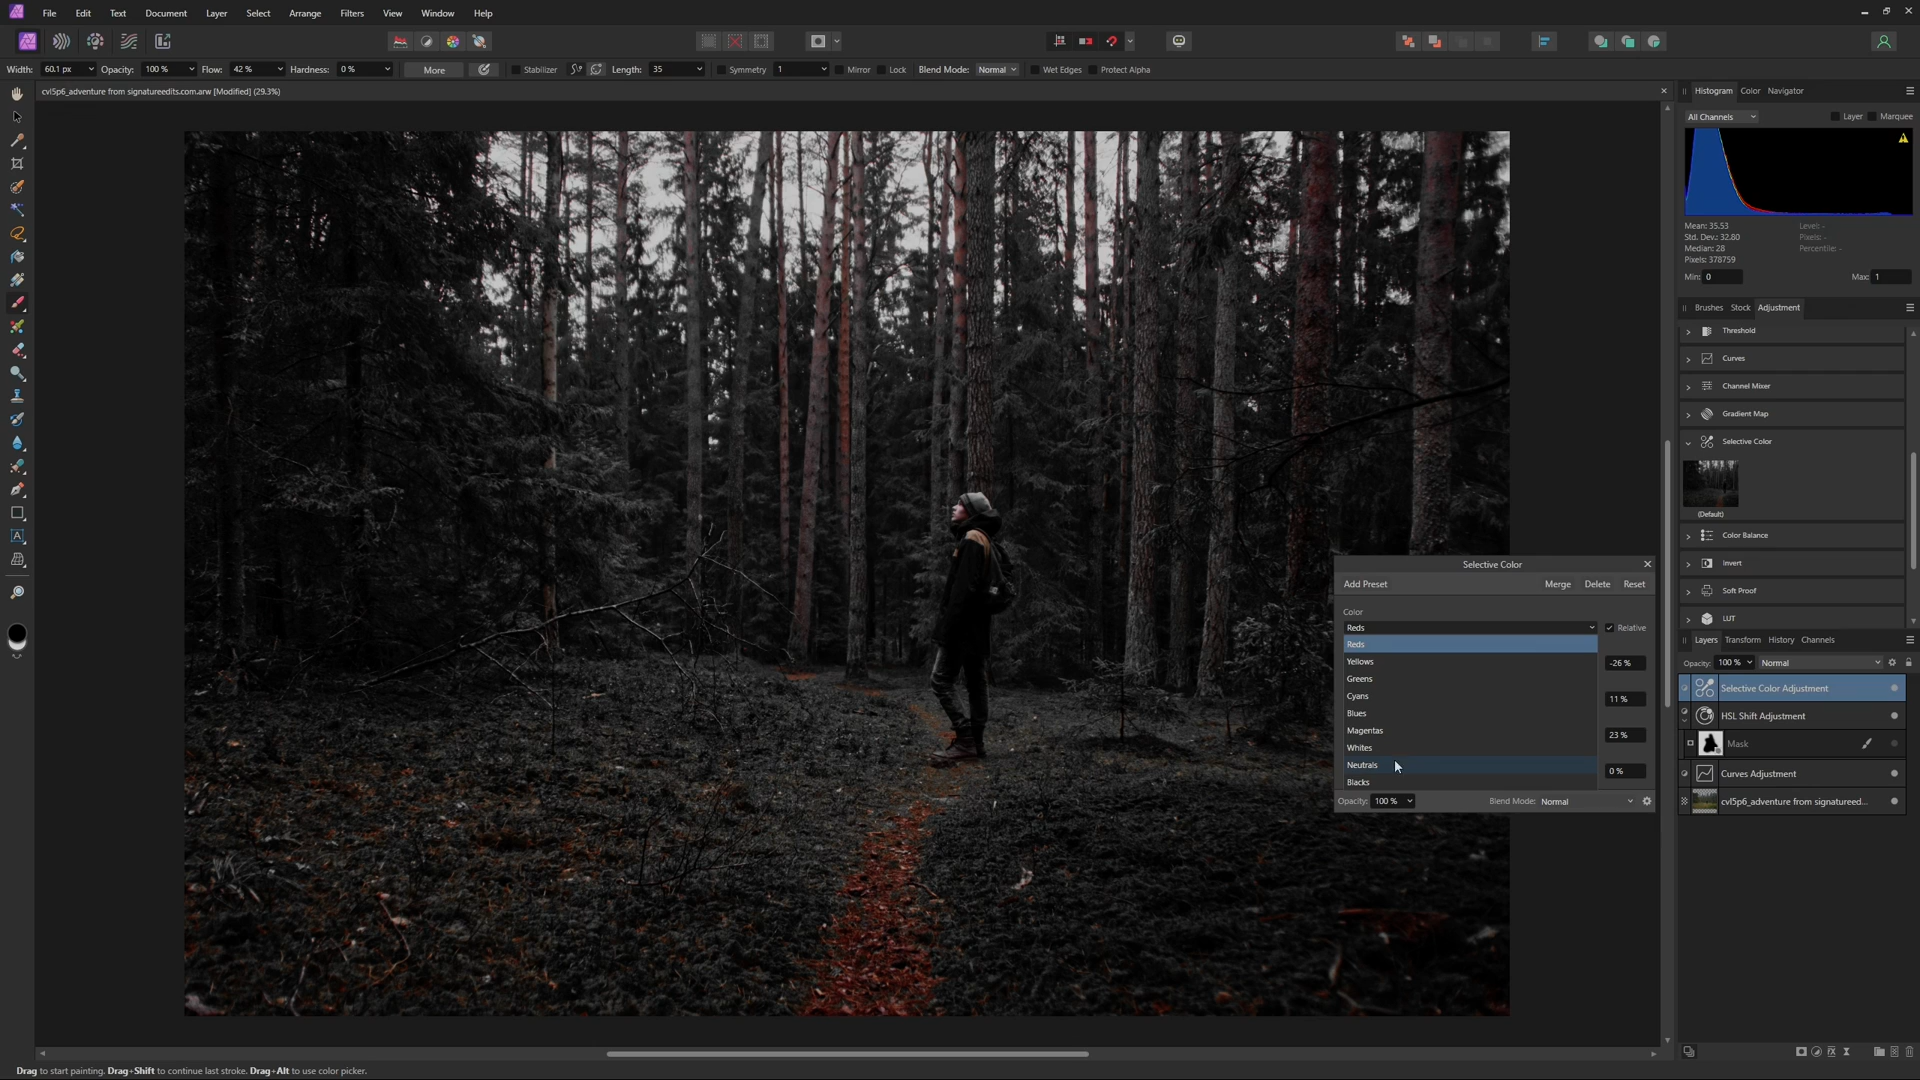 File Edit Text Document Layer Select Arrange Filters View Window Help
Width: 60.1 px Opacity: 100 % Flow: 42 % Hardness: 0 % More Stabilizer Length: 35 Symmetry 1 Mirror Lock Blend Mode: Normal Wet Edges Protect Alpha
cvl5p6_adventure from signatureedits.com.arw [Modified] (29.3%)
Histogram Color Navigator
All Channels Layer Marquee
Mean: 35.53 Level: -
Std. Dev.: 32.80 Pixels: -
Median: 28 Percentile: -
Pixels: 378759
Min: 0 Max: 1
Brushes Stock Adjustment
Threshold
Curves
Channel Mixer
Gradient Map
Selective Color
(Default)
Color Balance
Invert
Soft Proof
LUT
Selective Color
Add Preset Merge Delete Reset
Color
Reds Relative
Reds
Yellows -26 %
Greens
Cyans 11 %
Blues
Magentas 23 %
Whites
Neutrals 0 %
Blacks
Opacity: 100 % Blend Mode: Normal
Layers Transform History Channels
Opacity: 100 % Normal
Selective Color Adjustment
HSL Shift Adjustment
Mask
Curves Adjustment
cvl5p6_adventure from signatureed...
Drag to start painting. Drag+Shift to continue last stroke. Drag+Alt to use color picker.